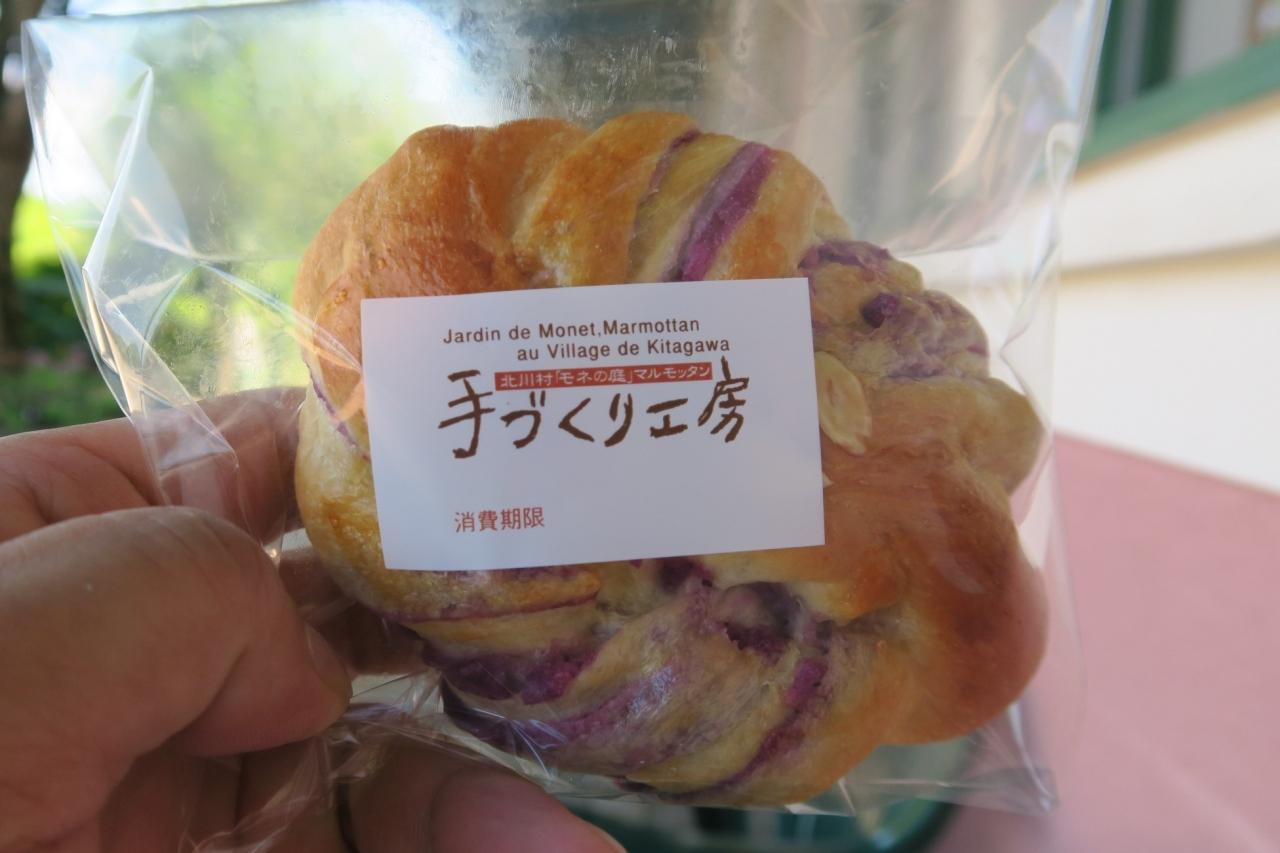 Jardin de Monet,Marmottan
au Village de Kitagawa
北川村「モネの庭」マルモッタン
手づくり工房
消費期限